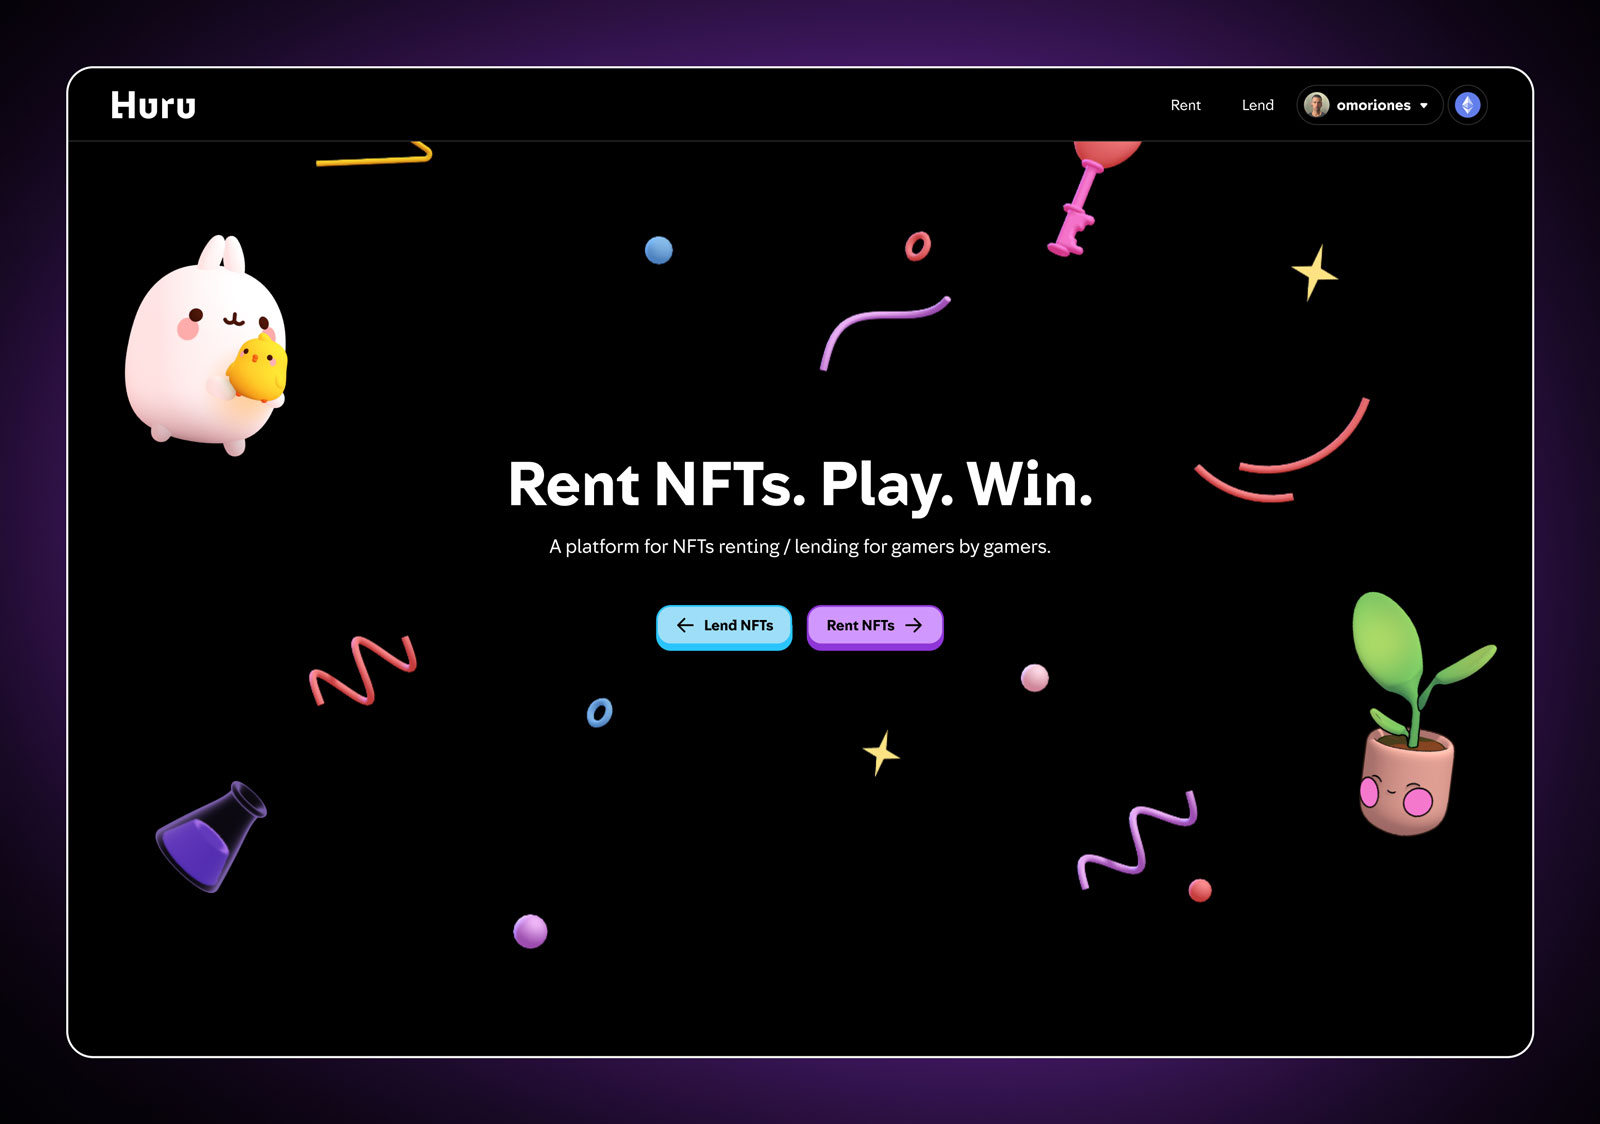 Huru
Rent
Lend
omoriones
Rent NFTs. Play. Win.
A platform for NFTs renting / lending for gamers by gamers.
Lend NFTs
Rent NFTs